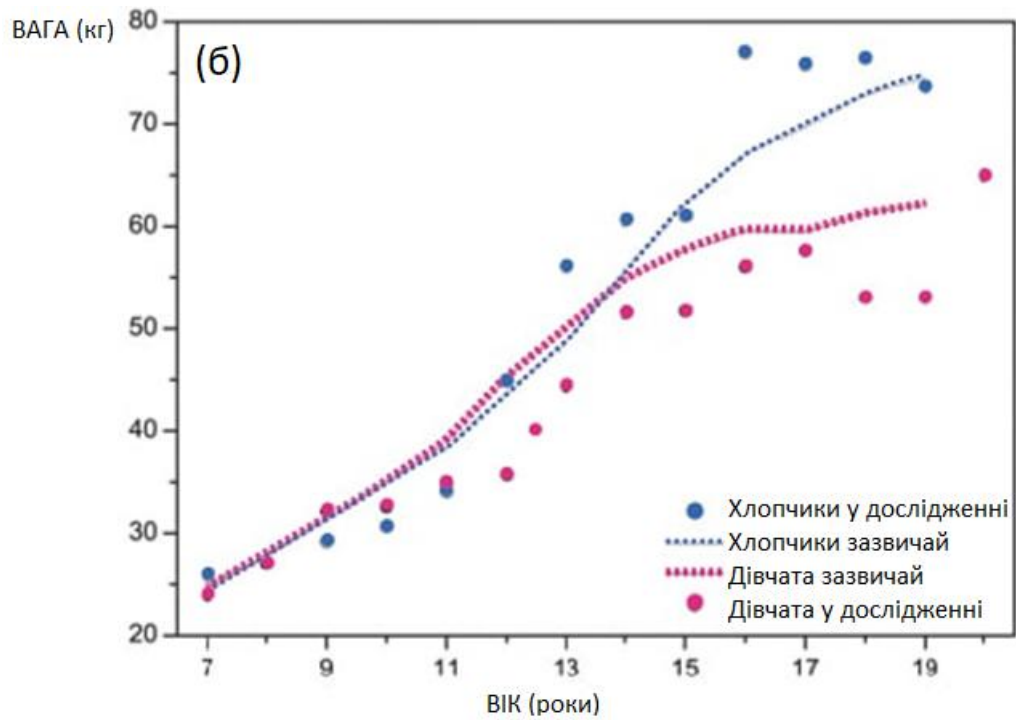 ВАГА (кг)
(б)
80
70
60
50
40
30
20
Хлопчики у дослідженні
Хлопчики зазвичай
Дівчата зазвичай
Дівчата у дослідженні
7 9 11 13 15 17 19
ВІК (роки)